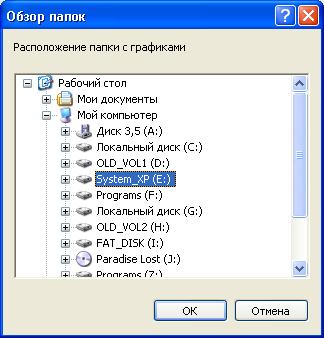 Обзор папок
Расположение папки с графиками
Рабочий стол
Мои документы
Мой компьютер
Диск 3,5 (A:)
Локальный диск (C:)
OLD_VOL1 (D:)
System_XP (E:)
Programs (F:)
Локальный диск (G:)
OLD_VOL2 (H:)
FAT_DISK (I:)
Paradise Lost (J:)
Programs (Z:)
OK
Отмена